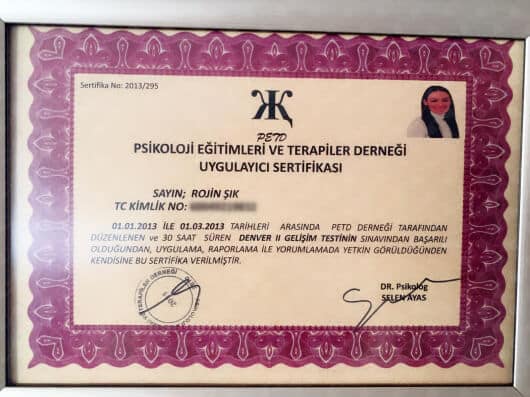 Sertifika No: 2013/295
PETD
PSİKOLOJİ EĞİTİMLERİ VE TERAPİLER DERNEĞİ
UYGULAYICI SERTİFİKASI
SAYIN; ROJİN ŞIK
TC KİMLİK NO:
01.01.2013 İLE 01.03.2013 TARİHLERİ ARASINDA PETD DERNEĞİ TARAFINDAN
DÜZENLENEN ve 30 SAAT SÜREN DENVER II GELİŞİM TESTİNİN SINAVINDAN BAŞARILI
OLDUĞUNDAN, UYGULAMA, RAPORLAMA İLE YORUMLAMADA YETKİN GÖRÜLDÜĞÜNDEN
KENDİSİNE BU SERTİFİKA VERİLMİŞTİR.
DR. Psikolog
SELEN AYAS